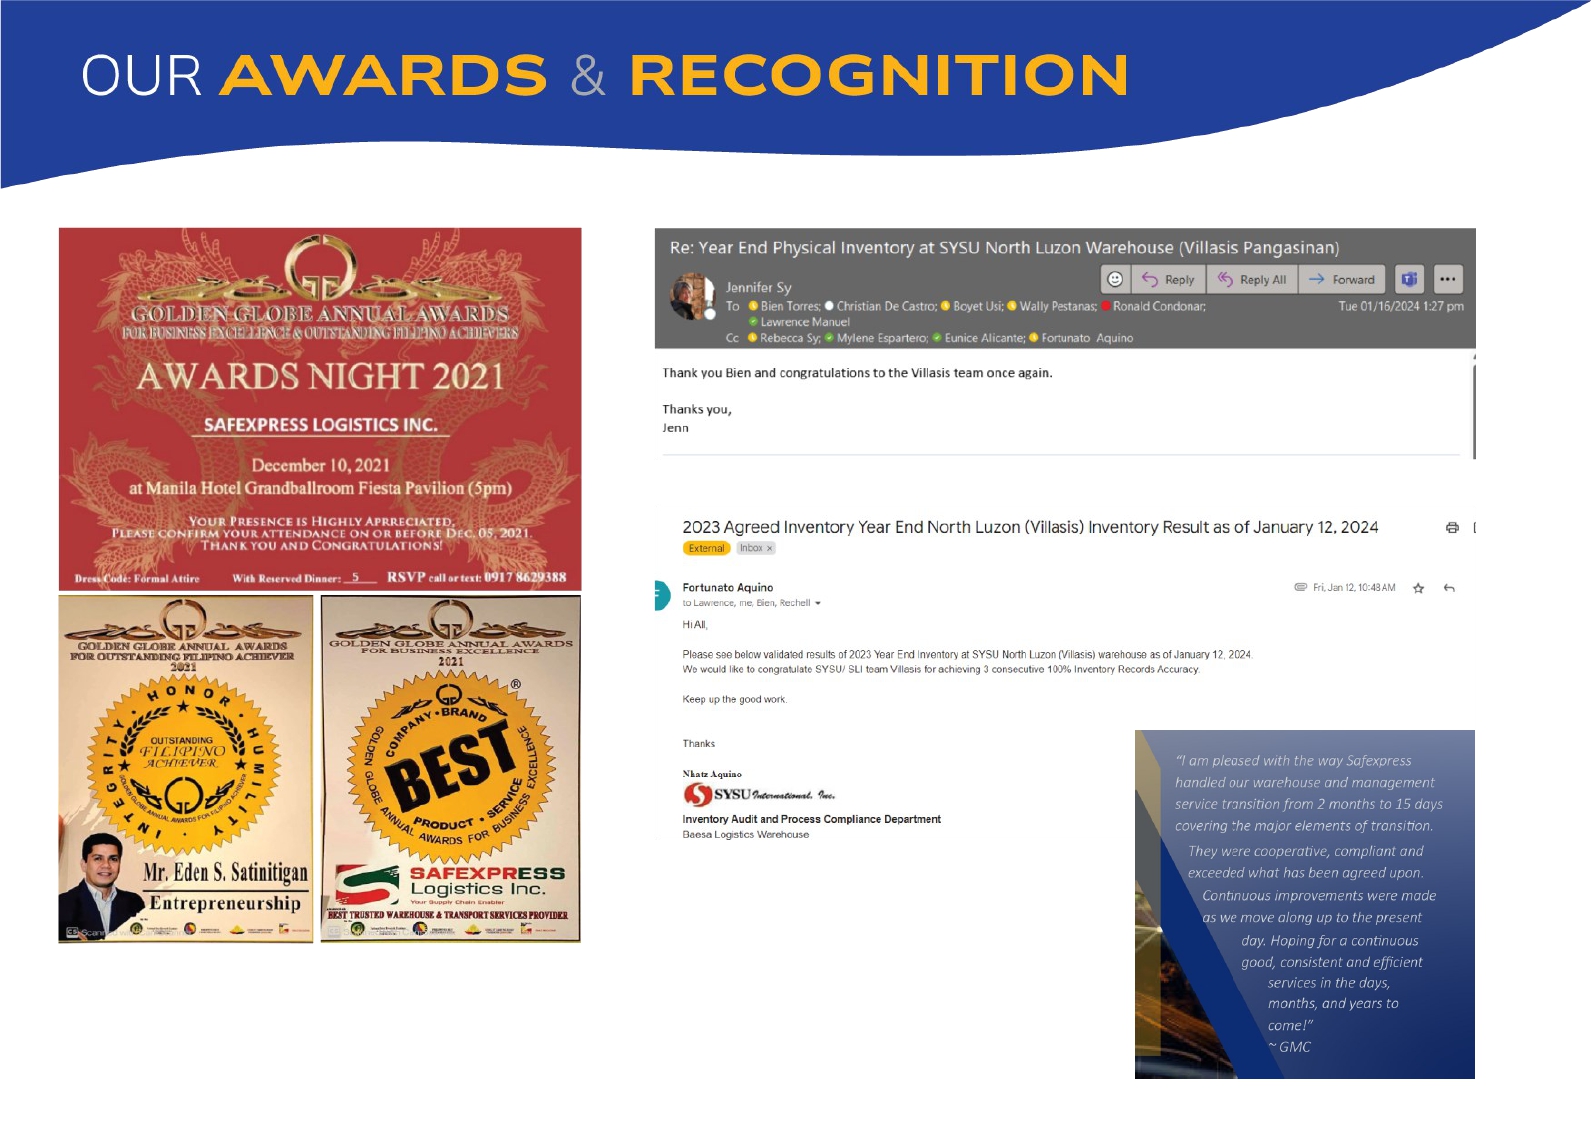 OUR AWARDS & RECOGNITION
GOLDEN GLOBE ANNUAL AWARDS
FOR BUSINESS EXCELLENCE & OUTSTANDING FILIPINO ACHIEVERS
AWARDS NIGHT 2021
SAFEXPRESS LOGISTICS INC.
December 10, 2021
at Manila Hotel Grandballroom Fiesta Pavilion (5pm)
YOUR PRESENCE IS HIGHLY APRRECIATED,
PLEASE CONFIRM YOUR ATTENDANCE ON OR BEFORE DEC. 05, 2021.
THANK YOU AND CONGRATULATIONS!
Dress Code: Formal Attire With Reserved Dinner: 5 RSVP call or text: 0917 8629388
GOLDEN GLOBE ANNUAL AWARDS
FOR OUTSTANDING FILIPINO ACHIEVER
2021
INTEGRITY · HONOR · HUMILITY
OUTSTANDING
FILIPINO
ACHIEVER
GOLDEN GLOBE ANNUAL AWARDS FOR FILIPINO ACHIEVER
Mr. Eden S. Satinitigan
Entrepreneurship
CS
GOLDEN GLOBE ANNUAL AWARDS
FOR BUSINESS EXCELLENCE
2021
®
COMPANY · BRAND
BEST
PRODUCT · SERVICE
GOLDEN GLOBE ANNUAL AWARDS FOR BUSINESS EXCELLENCE
SAFEXPRESS
Logistics Inc.
Your Supply Chain Enabler
BEST TRUSTED WAREHOUSE & TRANSPORT SERVICES PROVIDER
Re: Year End Physical Inventory at SYSU North Luzon Warehouse (Villasis Pangasinan)
Jennifer Sy
Reply Reply All Forward
To Bien Torres; Christian De Castro; Boyet Usi; Wally Pestanas; Ronald Condonar;
Lawrence Manuel
Tue 01/16/2024 1:27 pm
Cc Rebecca Sy; Mylene Espartero; Eunice Alicante; Fortunato Aquino
Thank you Bien and congratulations to the Villasis team once again.
Thanks you,
Jenn
2023 Agreed Inventory Year End North Luzon (Villasis) Inventory Result as of January 12, 2024
External Inbox ×
F
Fortunato Aquino
Fri, Jan 12, 10:48 AM
to Lawrence, me, Bien, Rechell
Hi All,
Please see below validated results of 2023 Year End Inventory at SYSU North Luzon (Villasis) warehouse as of January 12, 2024.
We would like to congratulate SYSU/ SLI team Villasis for achieving 3 consecutive 100% Inventory Records Accuracy.
Keep up the good work.
Thanks
Nhatz Aquino
SYSU International, Inc.
Inventory Audit and Process Compliance Department
Baesa Logistics Warehouse
“I am pleased with the way Safexpress
handled our warehouse and management
service transition from 2 months to 15 days
covering the major elements of transition.
They were cooperative, compliant and
exceeded what has been agreed upon.
Continuous improvements were made
as we move along up to the present
day. Hoping for a continuous
good, consistent and efficient
services in the days,
months, and years to
come!”
~ GMC